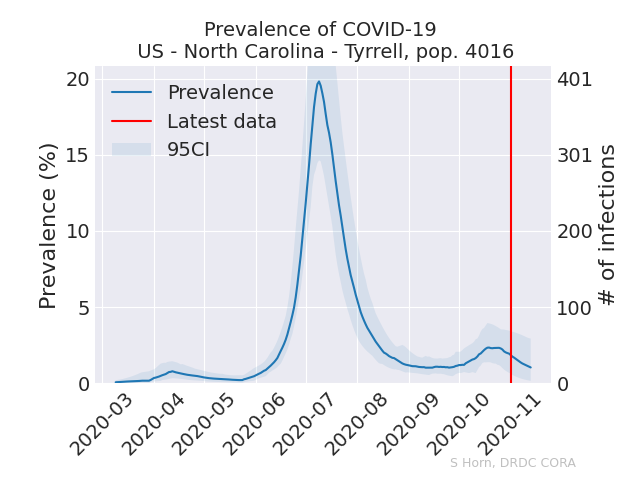 Prevalence of COVID-19
US - North Carolina - Tyrrell, pop. 4016
Prevalence
Latest data
95CI
Prevalence (%)
20
15
10
5
0
401
301
200
100
0
# of infections
2020-03
2020-04
2020-05
2020-06
2020-07
2020-08
2020-09
2020-10
2020-11
S Horn, DRDC CORA